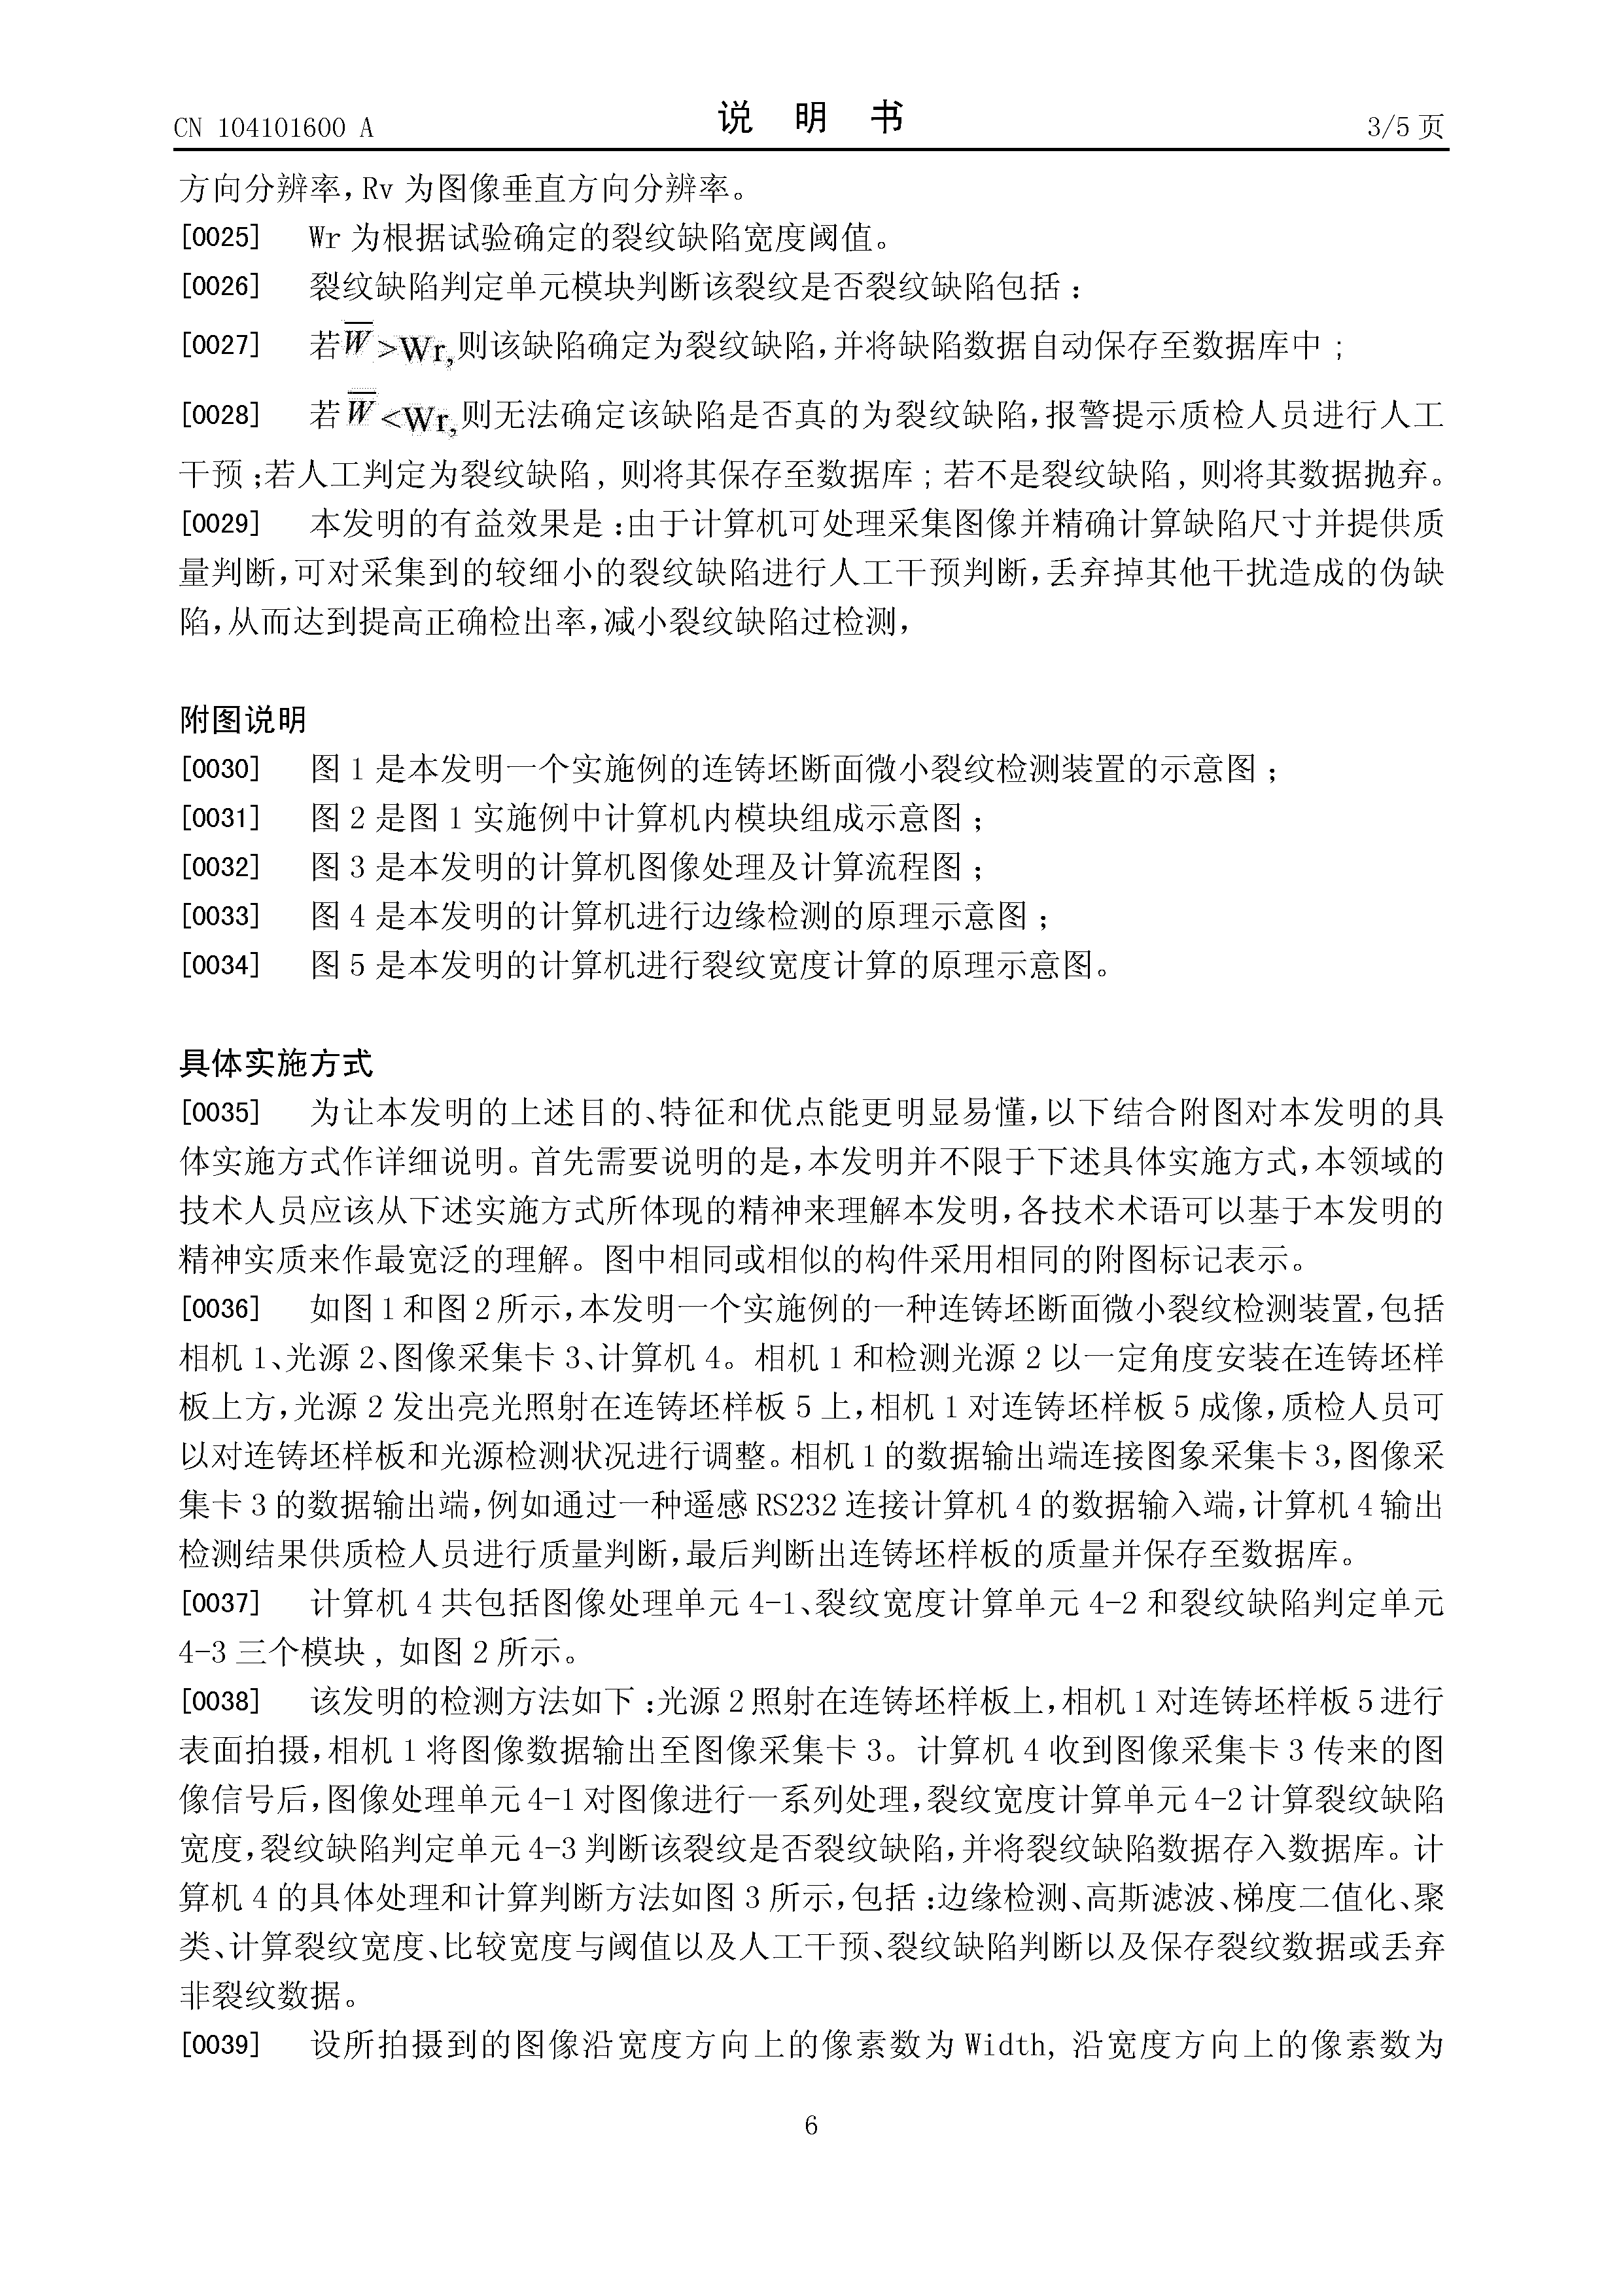 CN 104101600 A
说 明 书
3/5 页
方向分辨率,Rv 为图像垂直方向分辨率。
[0025] Wr 为根据试验确定的裂纹缺陷宽度阈值。
[0026] 裂纹缺陷判定单元模块判断该裂纹是否裂纹缺陷包括：
[0027] 若W̅>Wr,则该缺陷确定为裂纹缺陷,并将缺陷数据自动保存至数据库中；
[0028] 若W̅<Wr,则无法确定该缺陷是否真的为裂纹缺陷,报警提示质检人员进行人工
干预；若人工判定为裂纹缺陷，则将其保存至数据库；若不是裂纹缺陷，则将其数据抛弃。
[0029] 本发明的有益效果是：由于计算机可处理采集图像并精确计算缺陷尺寸并提供质
量判断,可对采集到的较细小的裂纹缺陷进行人工干预判断,丢弃掉其他干扰造成的伪缺
陷,从而达到提高正确检出率,减小裂纹缺陷过检测,
附图说明
[0030] 图 1 是本发明一个实施例的连铸坯断面微小裂纹检测装置的示意图；
[0031] 图 2 是图 1 实施例中计算机内模块组成示意图；
[0032] 图 3 是本发明的计算机图像处理及计算流程图；
[0033] 图 4 是本发明的计算机进行边缘检测的原理示意图；
[0034] 图 5 是本发明的计算机进行裂纹宽度计算的原理示意图。
具体实施方式
[0035] 为让本发明的上述目的、特征和优点能更明显易懂,以下结合附图对本发明的具
体实施方式作详细说明。首先需要说明的是,本发明并不限于下述具体实施方式,本领域的
技术人员应该从下述实施方式所体现的精神来理解本发明,各技术术语可以基于本发明的
精神实质来作最宽泛的理解。图中相同或相似的构件采用相同的附图标记表示。
[0036] 如图 1 和图 2 所示,本发明一个实施例的一种连铸坯断面微小裂纹检测装置,包括
相机 1、光源 2、图像采集卡 3、计算机 4。相机 1 和检测光源 2 以一定角度安装在连铸坯样
板上方,光源 2 发出亮光照射在连铸坯样板 5 上,相机 1 对连铸坯样板 5 成像,质检人员可
以对连铸坯样板和光源检测状况进行调整。相机 1 的数据输出端连接图象采集卡 3,图像采
集卡 3 的数据输出端,例如通过一种遥感 RS232 连接计算机 4 的数据输入端,计算机 4 输出
检测结果供质检人员进行质量判断,最后判断出连铸坯样板的质量并保存至数据库。
[0037] 计算机 4 共包括图像处理单元 4-1、裂纹宽度计算单元 4-2 和裂纹缺陷判定单元
4-3 三个模块，如图 2 所示。
[0038] 该发明的检测方法如下：光源 2 照射在连铸坯样板上,相机 1 对连铸坯样板 5 进行
表面拍摄,相机 1 将图像数据输出至图像采集卡 3。计算机 4 收到图像采集卡 3 传来的图
像信号后,图像处理单元 4-1 对图像进行一系列处理,裂纹宽度计算单元 4-2 计算裂纹缺陷
宽度,裂纹缺陷判定单元 4-3 判断该裂纹是否裂纹缺陷,并将裂纹缺陷数据存入数据库。计
算机 4 的具体处理和计算判断方法如图 3 所示,包括：边缘检测、高斯滤波、梯度二值化、聚
类、计算裂纹宽度、比较宽度与阈值以及人工干预、裂纹缺陷判断以及保存裂纹数据或丢弃
非裂纹数据。
[0039] 设所拍摄到的图像沿宽度方向上的像素数为 Width, 沿宽度方向上的像素数为
6